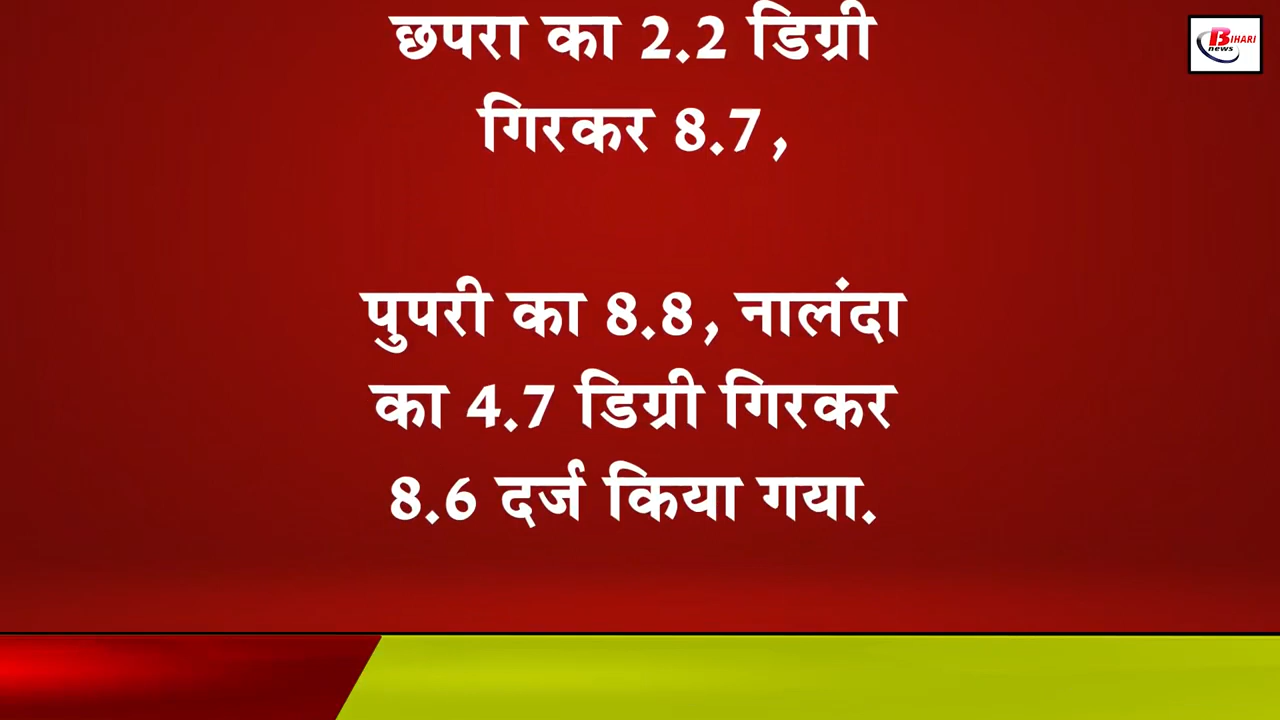 छपरा का 2.2 डिग्री
गिरकर 8.7,
पुपरी का 8.8, नालंदा
का 4.7 डिग्री गिरकर
8.6 दर्ज किया गया.
BIHARI
news